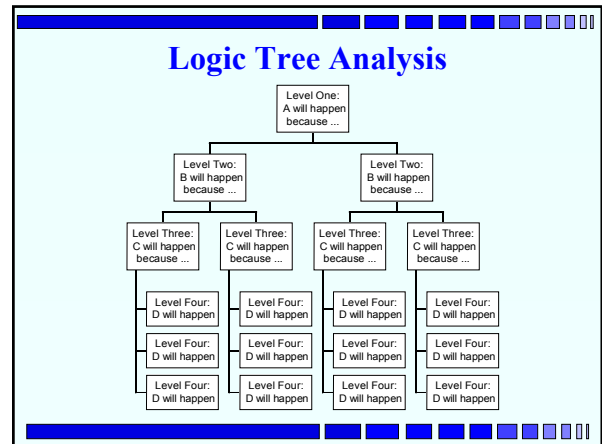 Logic Tree Analysis
Level One:
A will happen
because ...
Level Two:
B will happen
because ...
Level Two:
B will happen
because ...
Level Three:
C will happen
because ...
Level Three:
C will happen
because ...
Level Three:
C will happen
because ...
Level Three:
C will happen
because ...
Level Four:
D will happen
Level Four:
D will happen
Level Four:
D will happen
Level Four:
D will happen
Level Four:
D will happen
Level Four:
D will happen
Level Four:
D will happen
Level Four:
D will happen
Level Four:
D will happen
Level Four:
D will happen
Level Four:
D will happen
Level Four:
D will happen